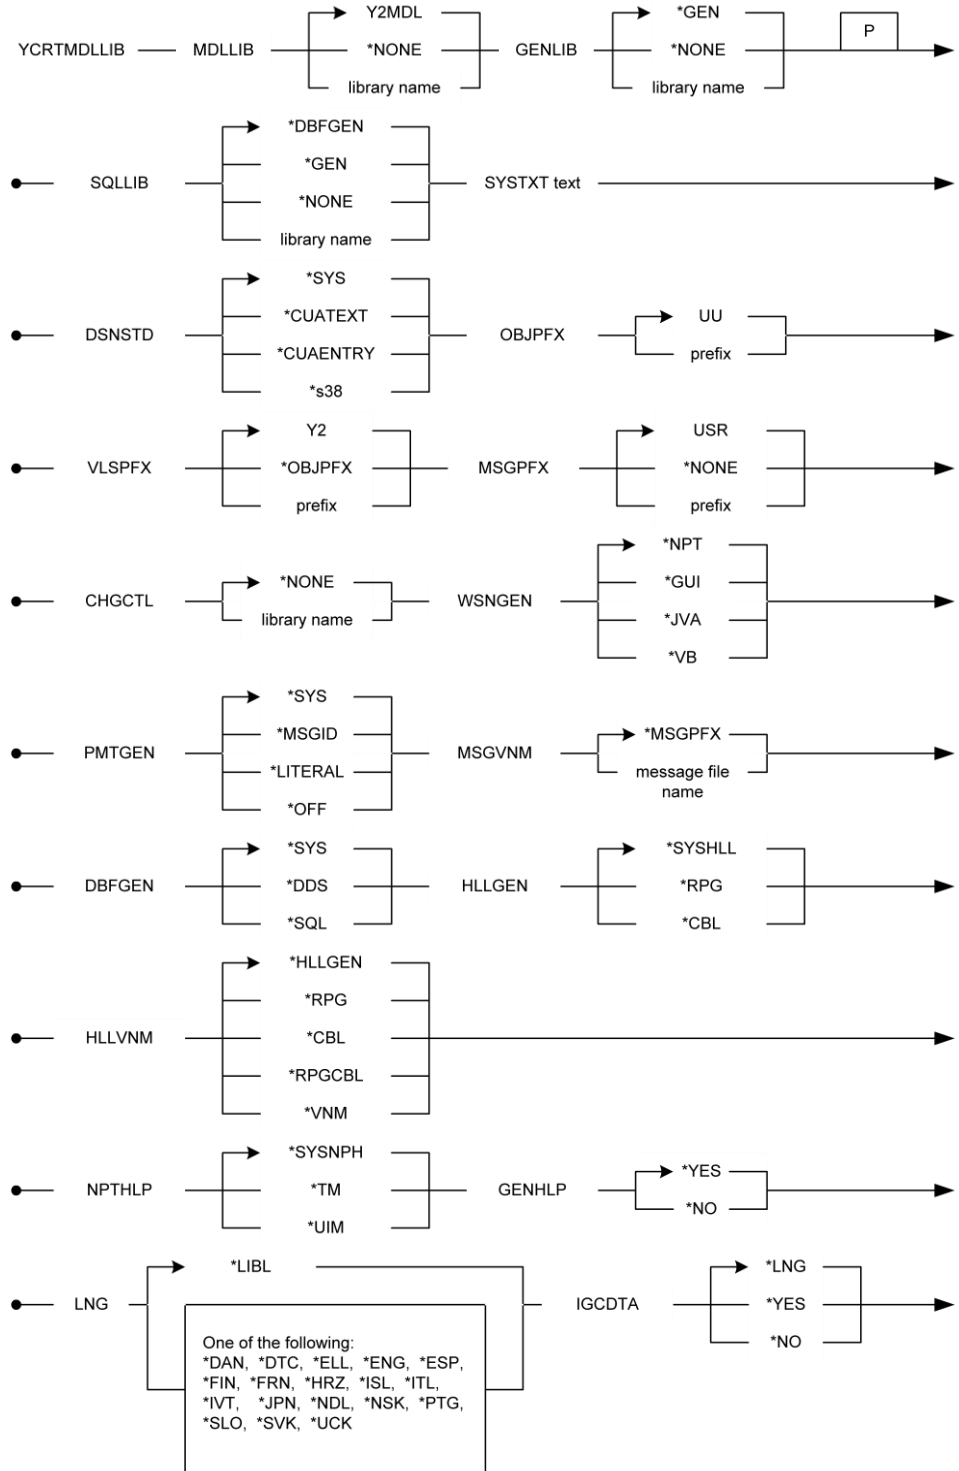 YCRTMDLLIB MDLLIB Y2MDL
*NONE
library name
GENLIB *GEN
*NONE
library name
P
SQLLIB *DBFGEN
*GEN
*NONE
library name
SYSTXT text
DSNSTD *SYS
*CUATEXT
*CUAENTRY
*s38
OBJPFX UU
prefix
VLSPFX Y2
*OBJPFX
prefix
MSGPFX USR
*NONE
prefix
CHGCTL *NONE
library name
WSNGEN *NPT
*GUI
*JVA
*VB
PMTGEN *SYS
*MSGID
*LITERAL
*OFF
MSGVNM *MSGPFX
message file
name
DBFGEN *SYS
*DDS
*SQL
HLLGEN *SYSHLL
*RPG
*CBL
HLLVNM *HLLGEN
*RPG
*CBL
*RPGCBL
*VNM
NPTHLP *SYSNPH
*TM
*UIM
GENHLP *YES
*NO
LNG *LIBL
One of the following:
*DAN, *DTC, *ELL, *ENG, *ESP,
*FIN, *FRN, *HRZ, *ISL, *ITL,
*IVT, *JPN, *NDL, *NSK, *PTG,
*SLO, *SVK, *UCK
IGCDTA *LNG
*YES
*NO